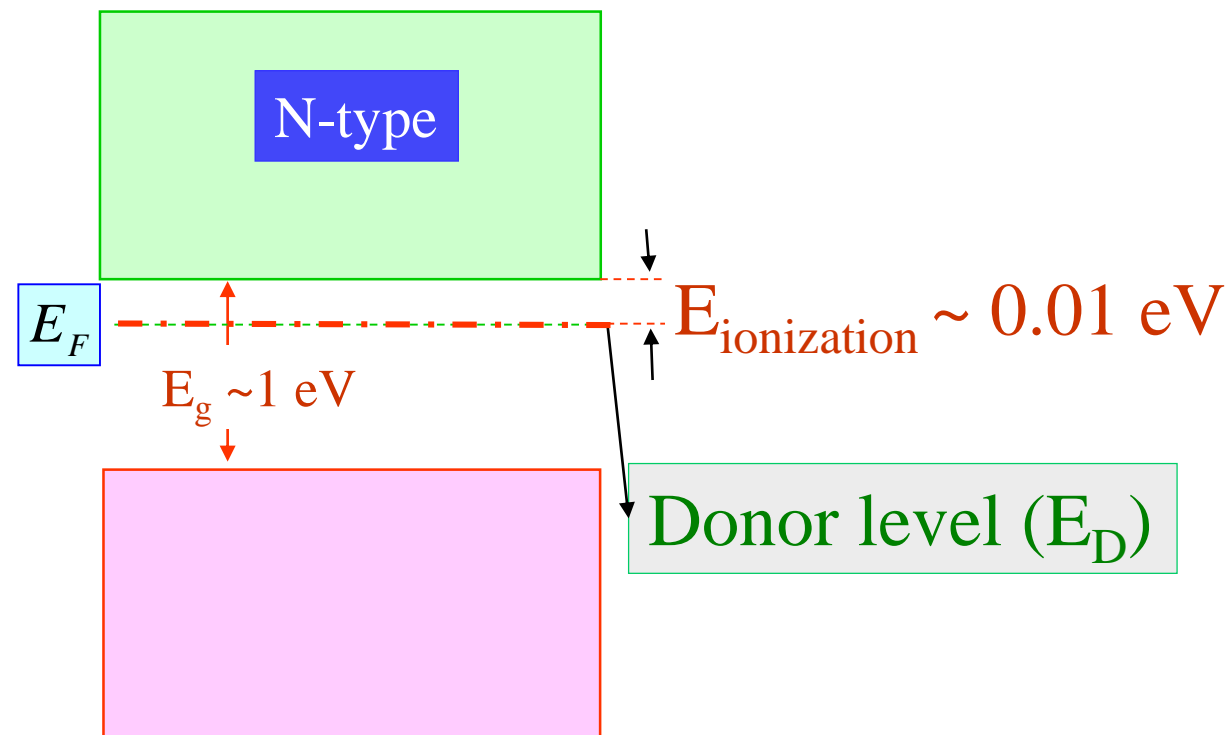 N-type
E_F
E_ionization ~ 0.01 eV
E_g ~1 eV
Donor level (E_D)